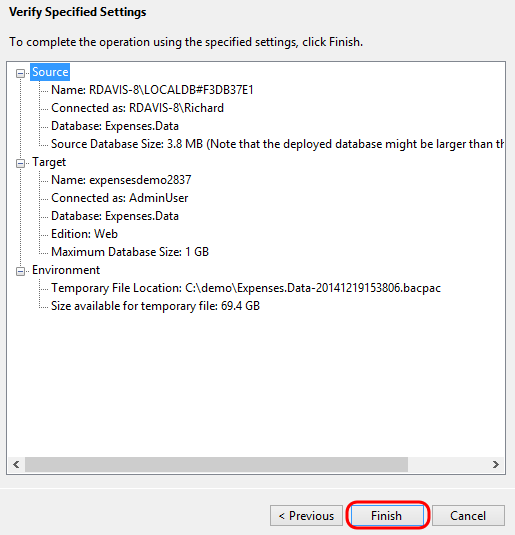 Verify Specified Settings
To complete the operation using the specified settings, click Finish.
Source
Name: RDAVIS-8\LOCALDB#F3DB37E1
Connected as: RDAVIS-8\Richard
Database: Expenses.Data
Source Database Size: 3.8 MB (Note that the deployed database might be larger than th
Target
Name: expensesdemo2837
Connected as: AdminUser
Database: Expenses.Data
Edition: Web
Maximum Database Size: 1 GB
Environment
Temporary File Location: C:\demo\Expenses.Data-20141219153806.bacpac
Size available for temporary file: 69.4 GB
< Previous
Finish
Cancel